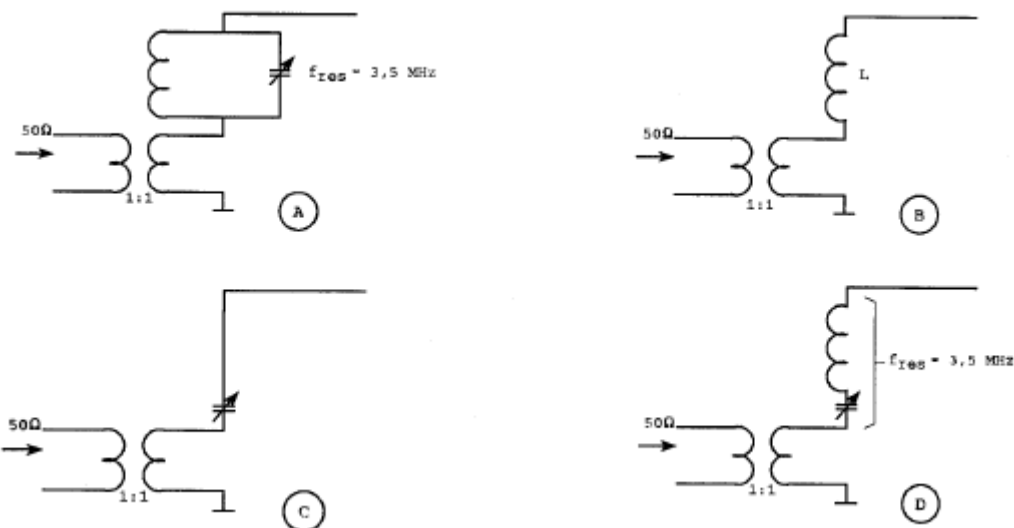 f_res = 3,5 MHz
50Ω
1:1
A
L
50Ω
1:1
B
50Ω
1:1
C
f_res = 3,5 MHz
50Ω
1:1
D